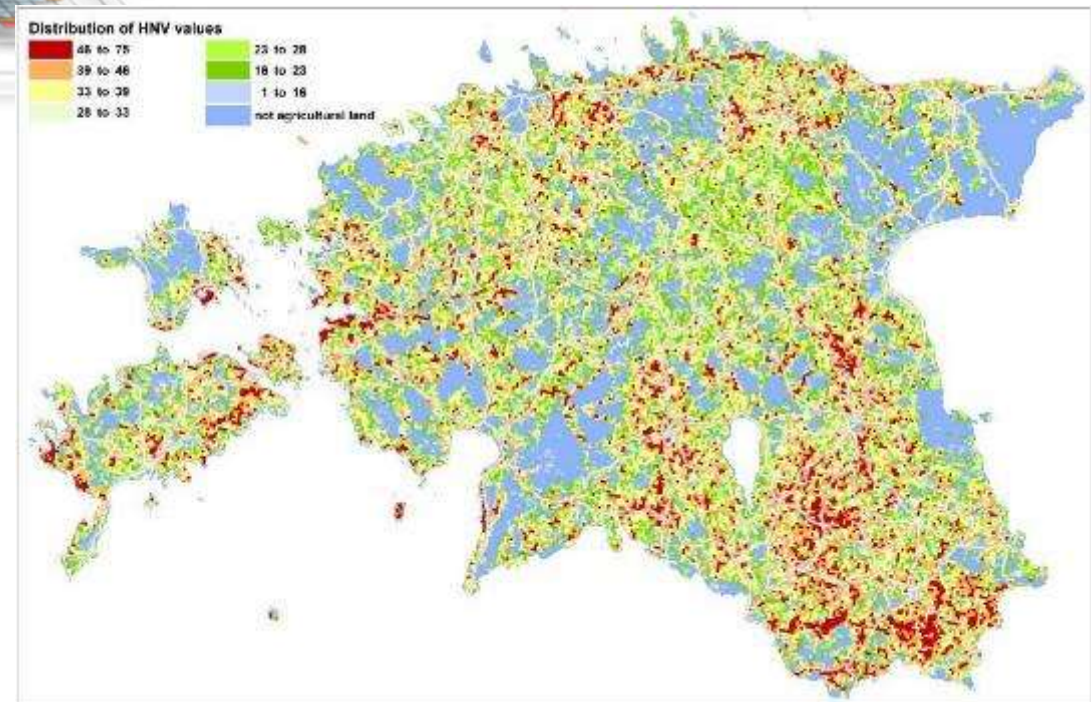 Distribution of HNV values
46 to 75
39 to 46
33 to 39
28 to 33
23 to 28
16 to 23
1 to 16
not agricultural land